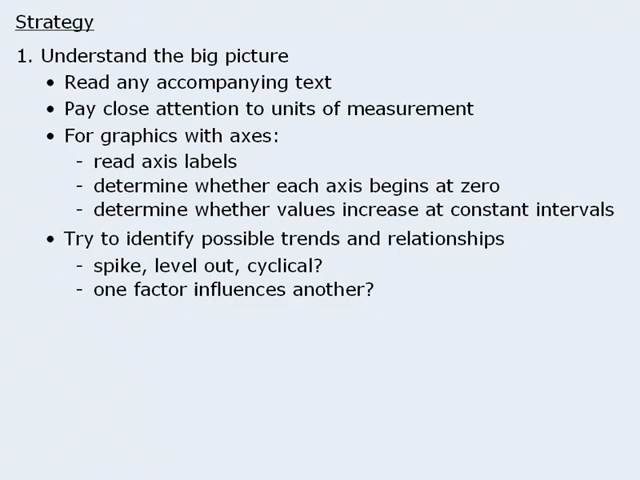 Strategy
1. Understand the big picture
• Read any accompanying text
• Pay close attention to units of measurement
• For graphics with axes:
- read axis labels
- determine whether each axis begins at zero
- determine whether values increase at constant intervals
• Try to identify possible trends and relationships
- spike, level out, cyclical?
- one factor influences another?